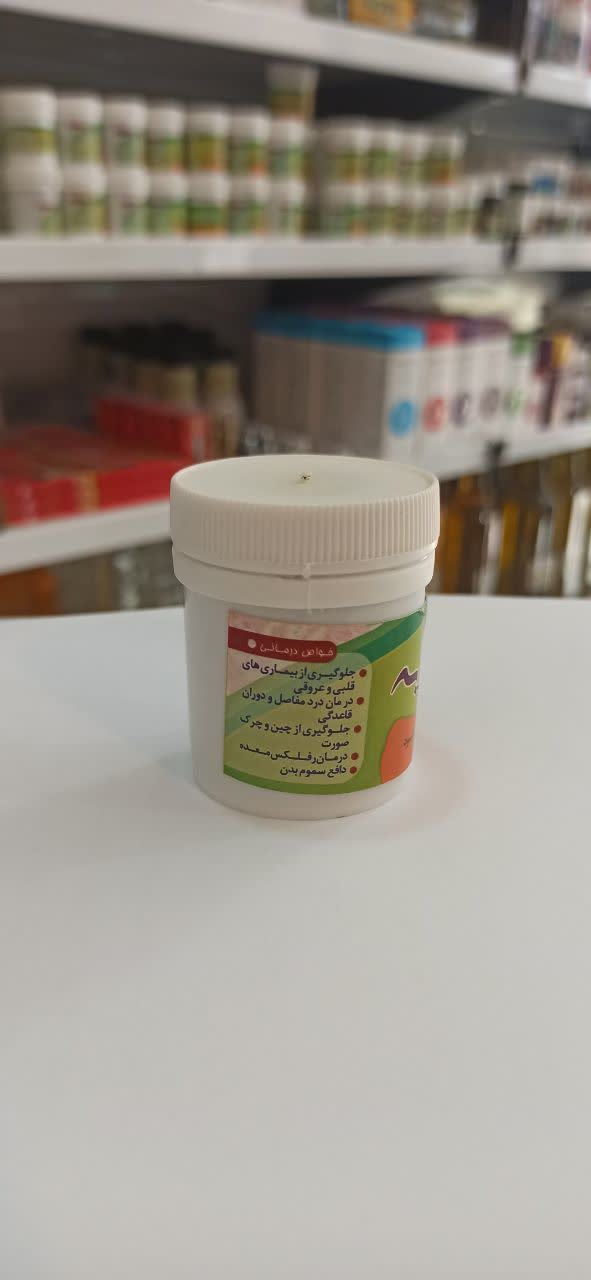 خواص درمانی
جلوگیری از بیماری های
قلبی و عروقی
درمان درد مفاصل و دوران
قاعدگی
جلوگیری از چین و چرک
صورت
درمان رفلکس معده
دافع سموم بدن